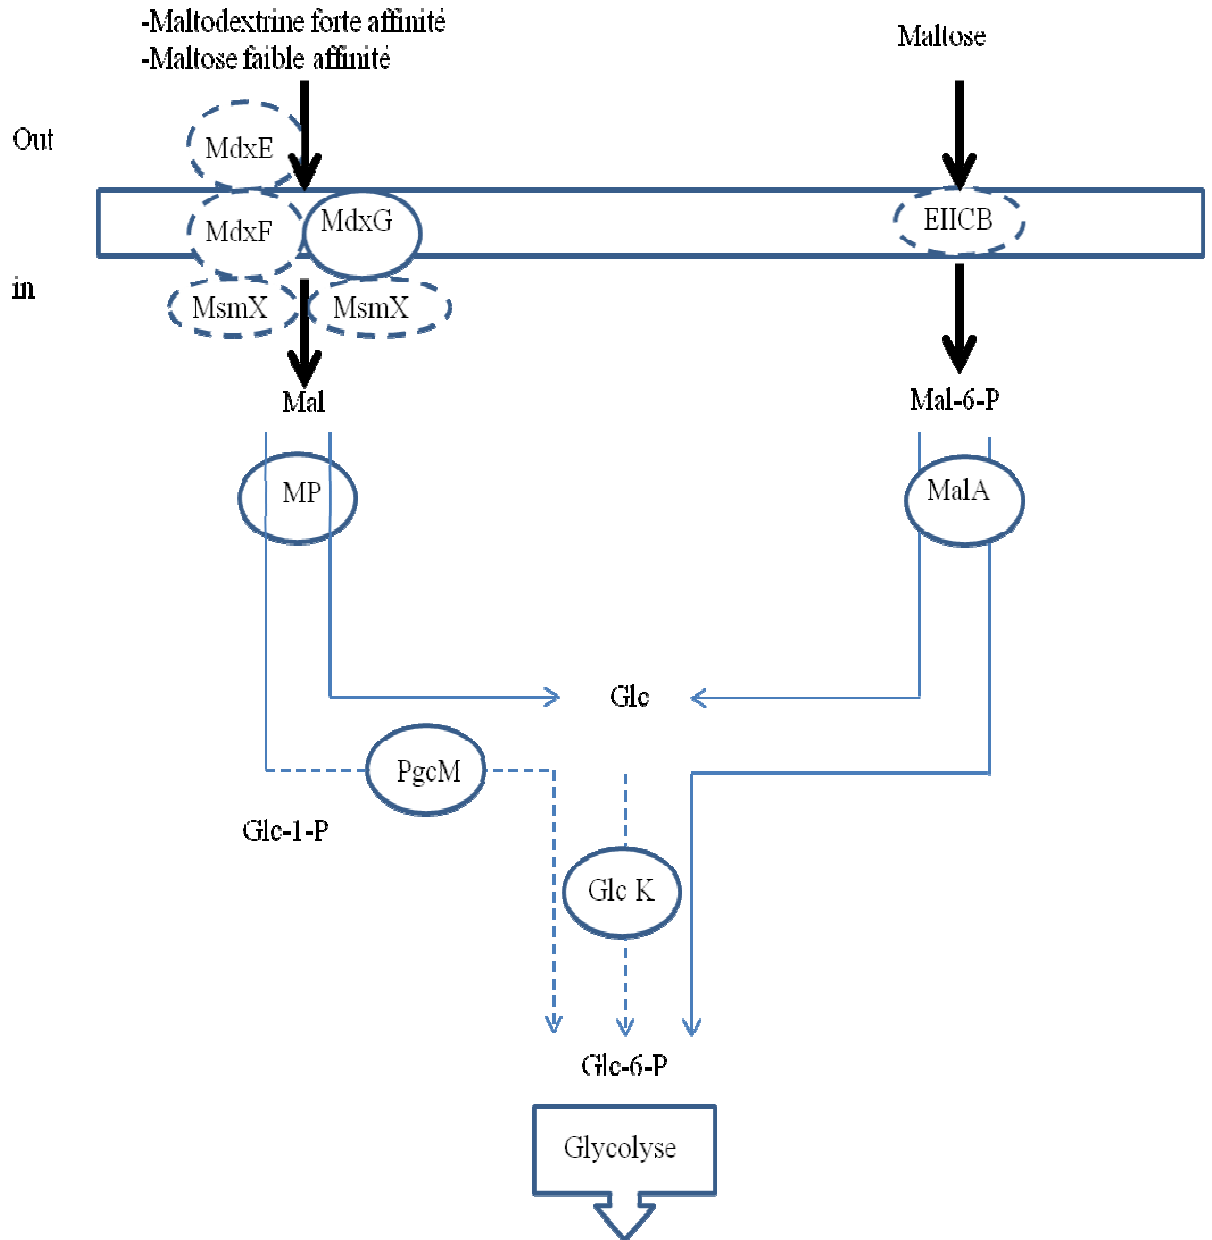 -Maltodextrine forte affinité
-Maltose faible affinité
Maltose
Out
MdxE
MdxF
MdxG
EIICB
in
MsmX
MsmX
Mal
Mal-6-P
MP
MalA
Glc
PgcM
Glc-1-P
Glc K
Glc-6-P
Glycolyse